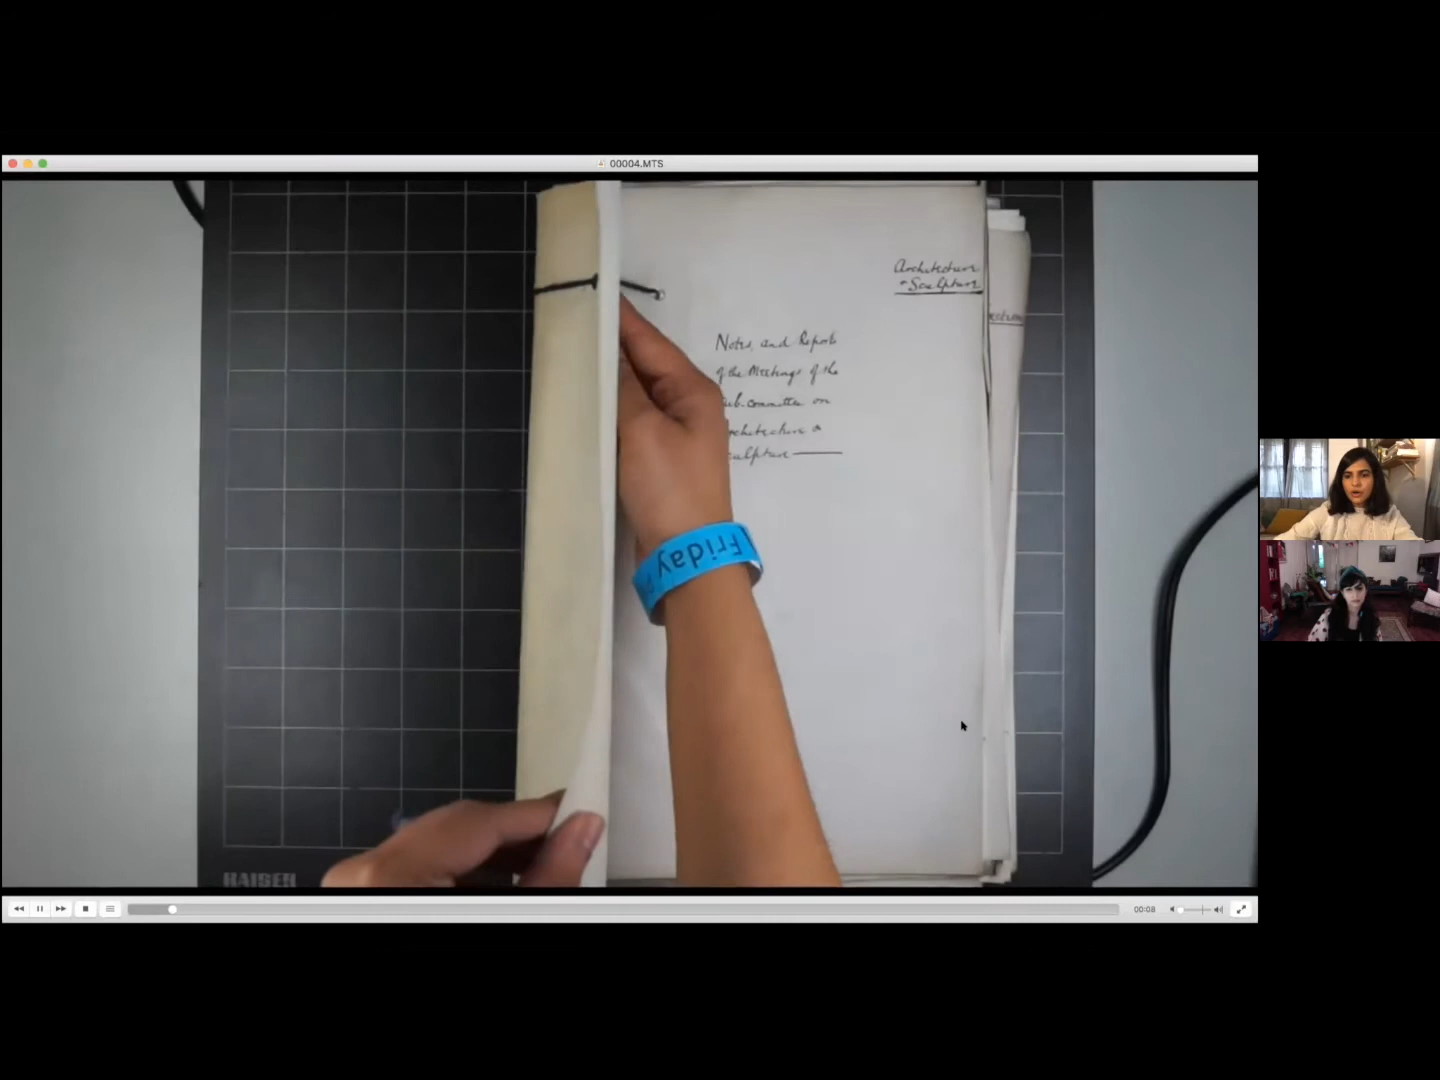 00004.MTS
Architecture
& Sculpture
ecture
Notes, and Reports
of the Meetings of the
Sub-committee on
Architecture &
Sculpture
Friday
KAISER
00:08